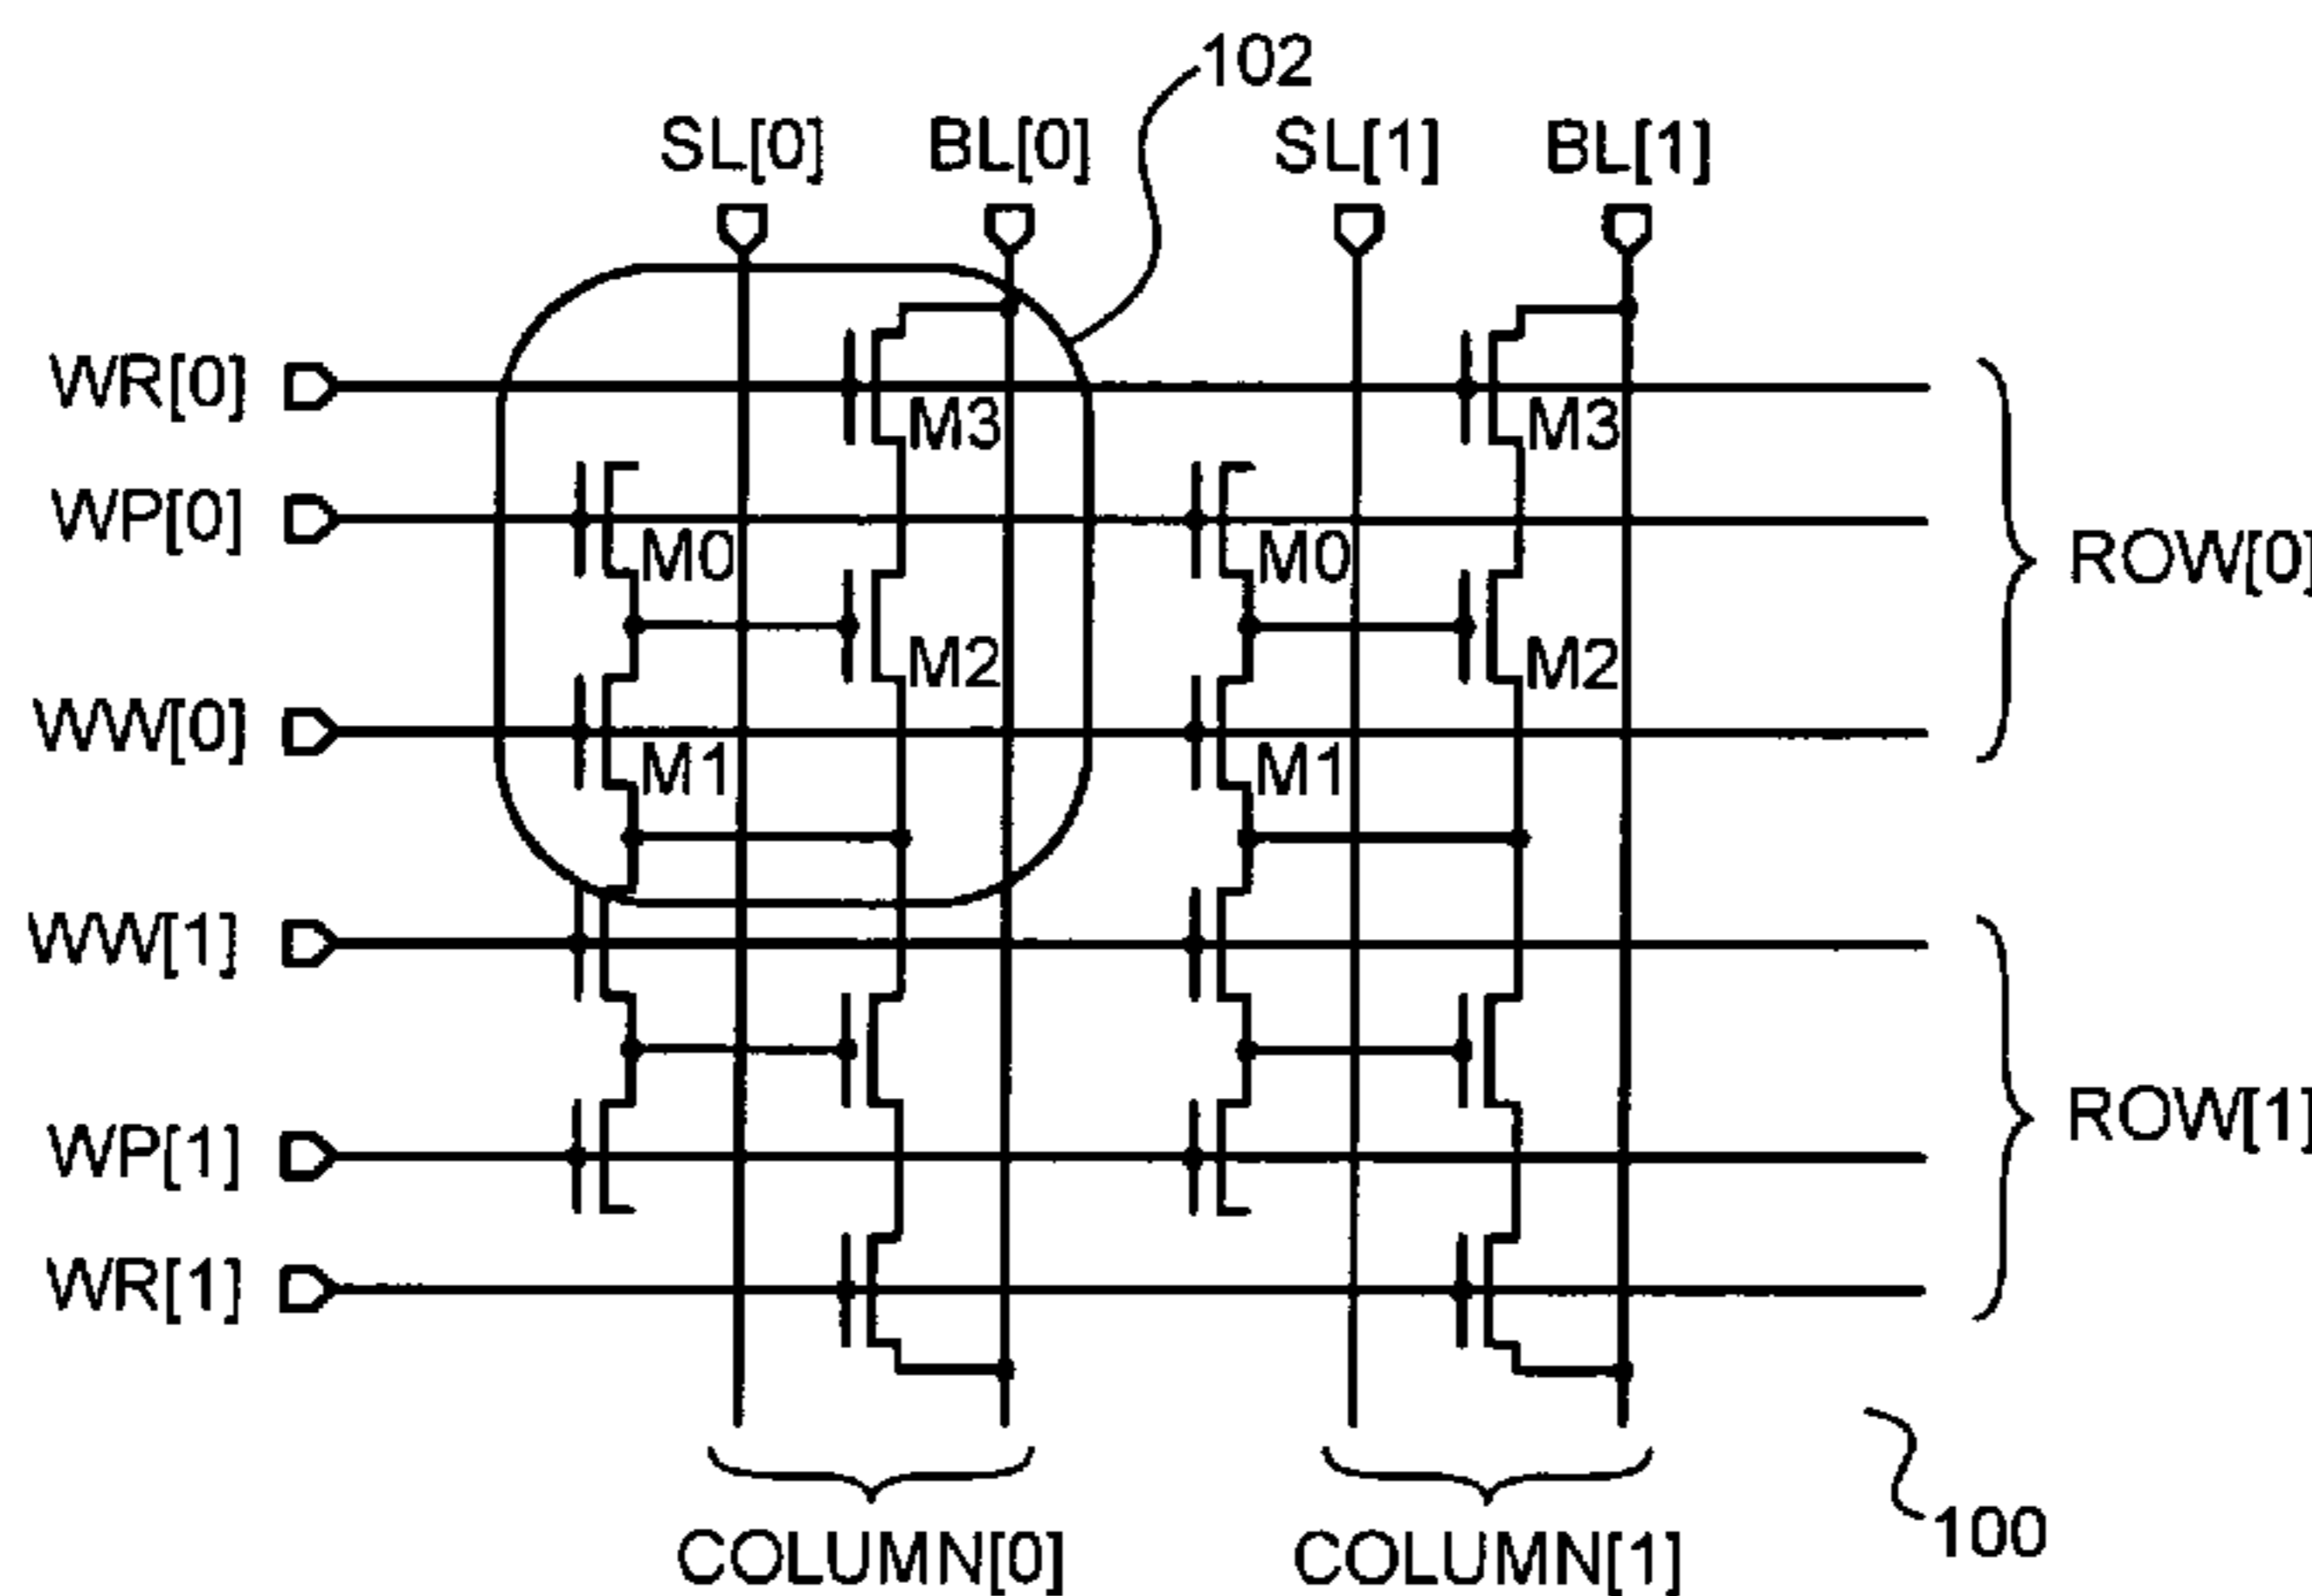 102
SL[0] BL[0] SL[1] BL[1]
WR[0]
M3 M3
WP[0]
M0 M0
ROW[0]
M2 M2
WW[0]
M1 M1
WW[1]
WP[1]
ROW[1]
WR[1]
100
COLUMN[0] COLUMN[1]